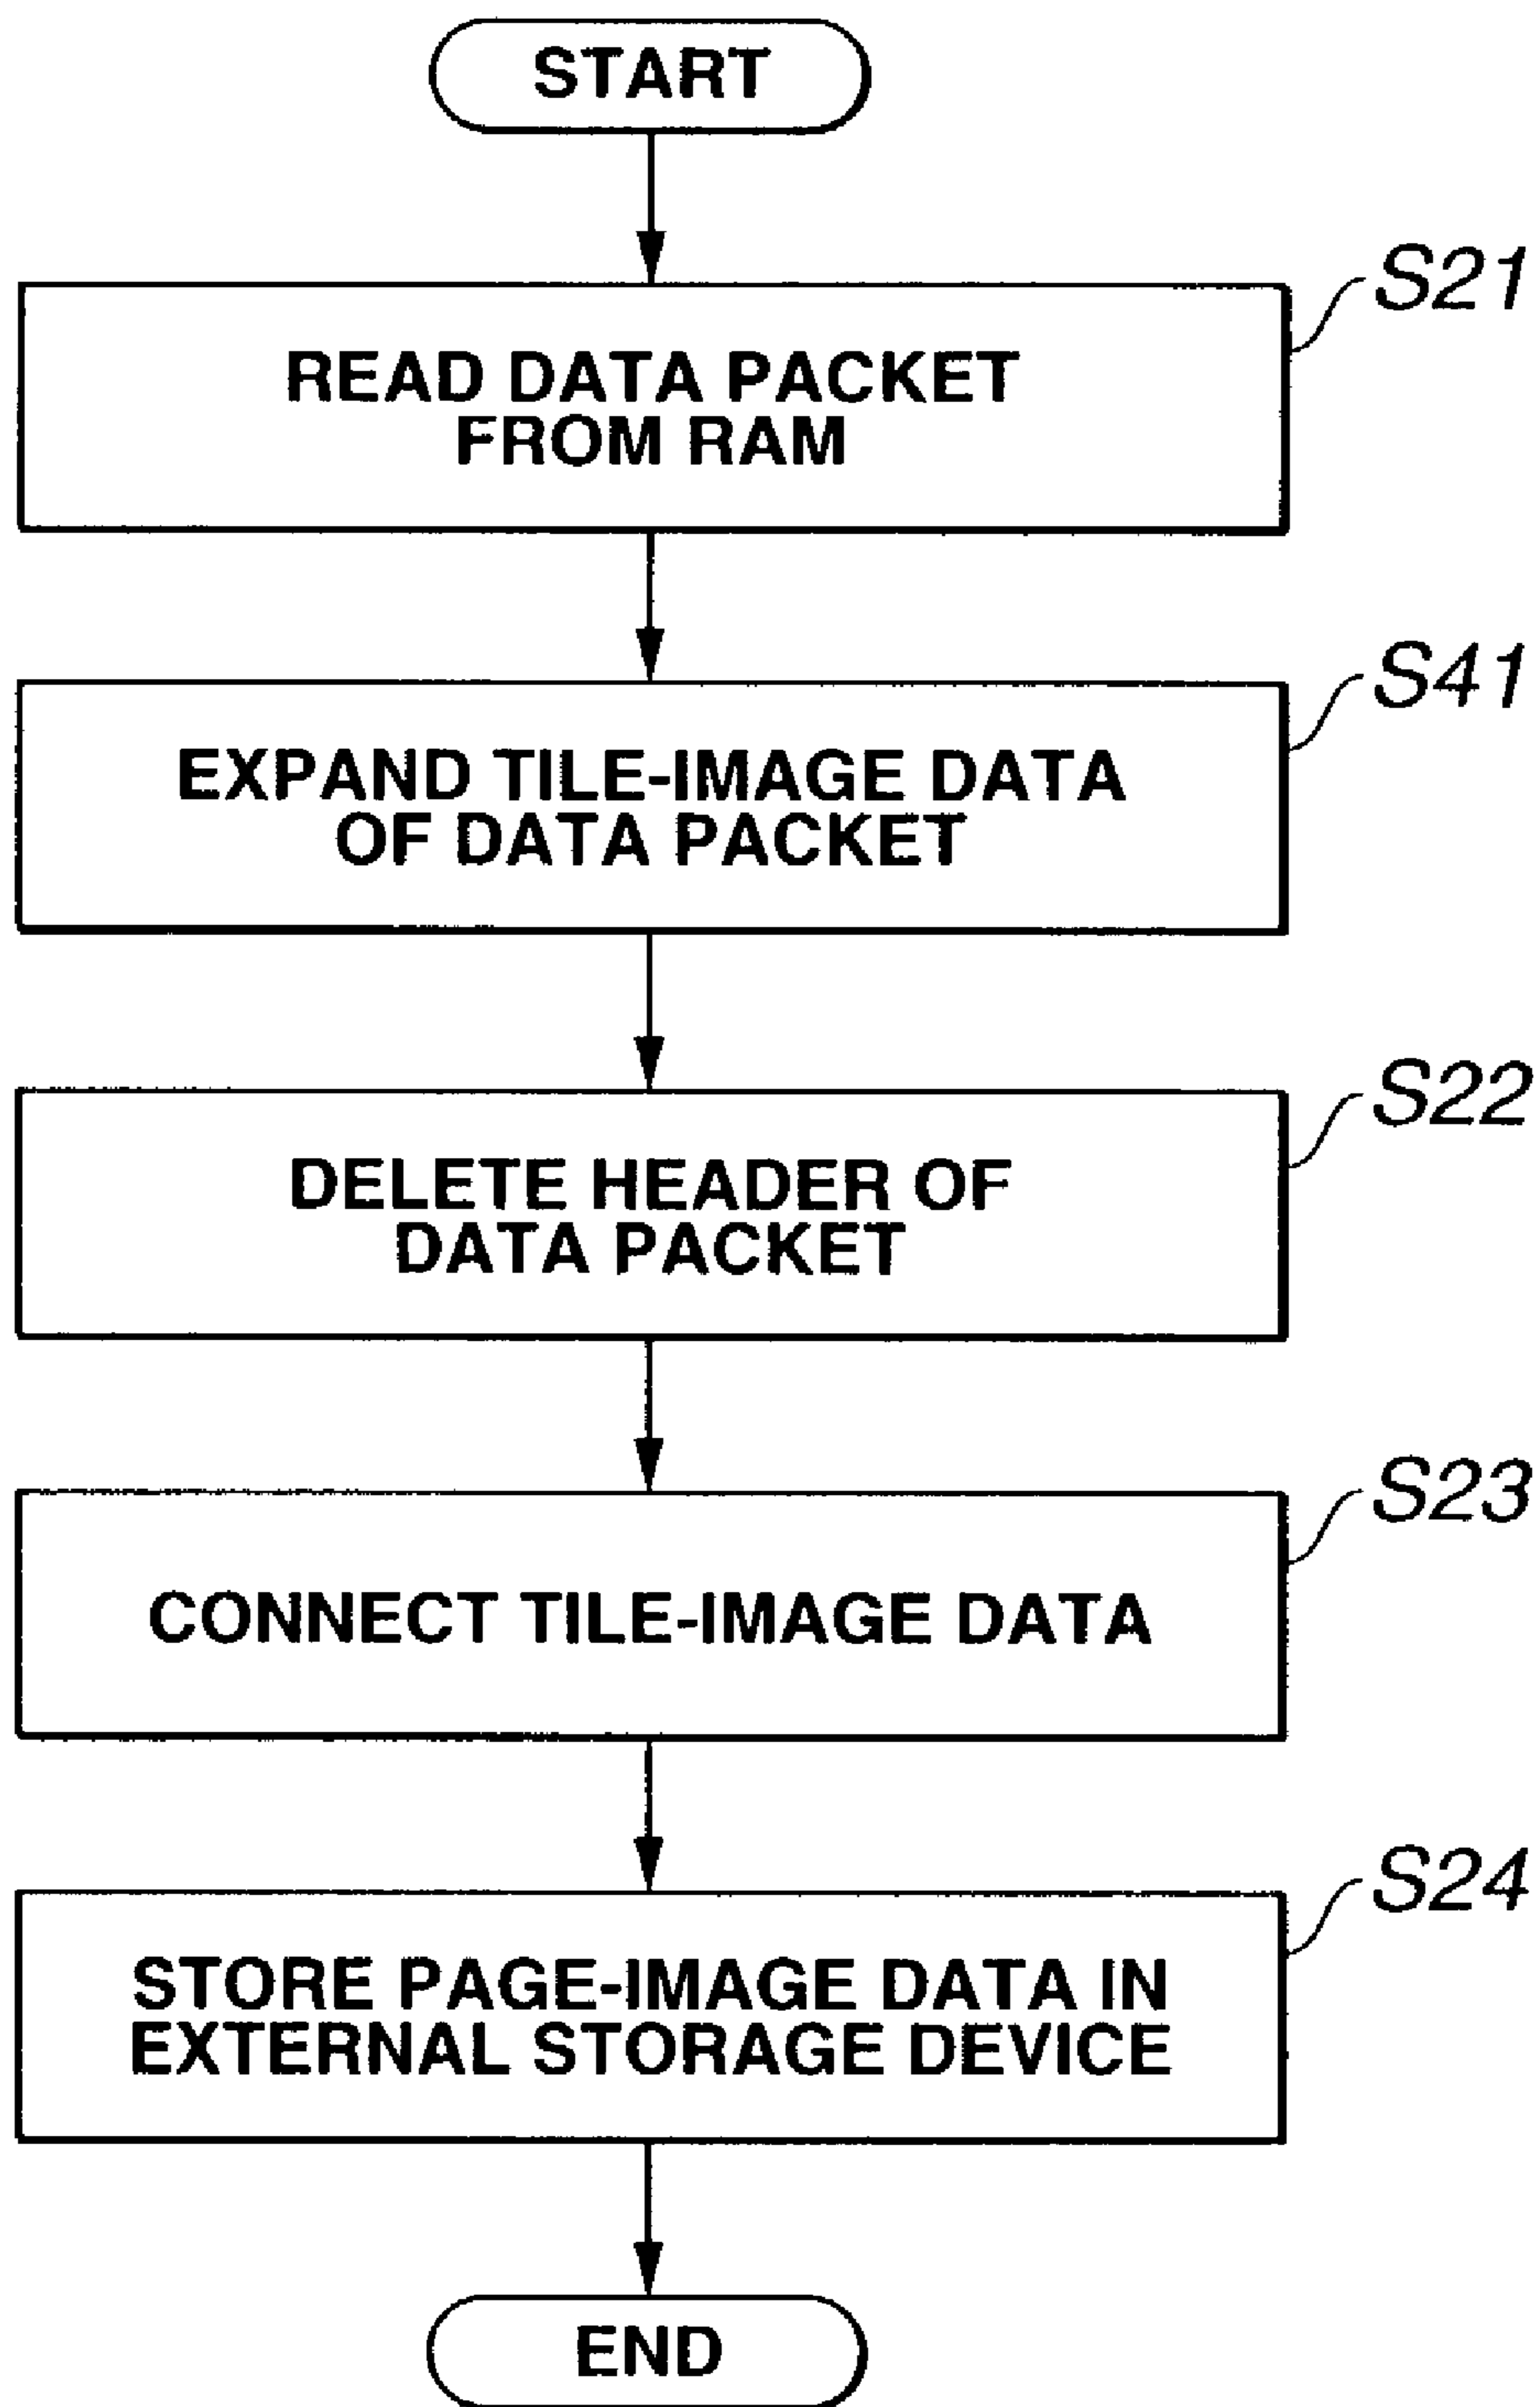 START
S21
READ DATA PACKET
FROM RAM
S41
EXPAND TILE-IMAGE DATA
OF DATA PACKET
S22
DELETE HEADER OF
DATA PACKET
S23
CONNECT TILE-IMAGE DATA
S24
STORE PAGE-IMAGE DATA IN
EXTERNAL STORAGE DEVICE
END